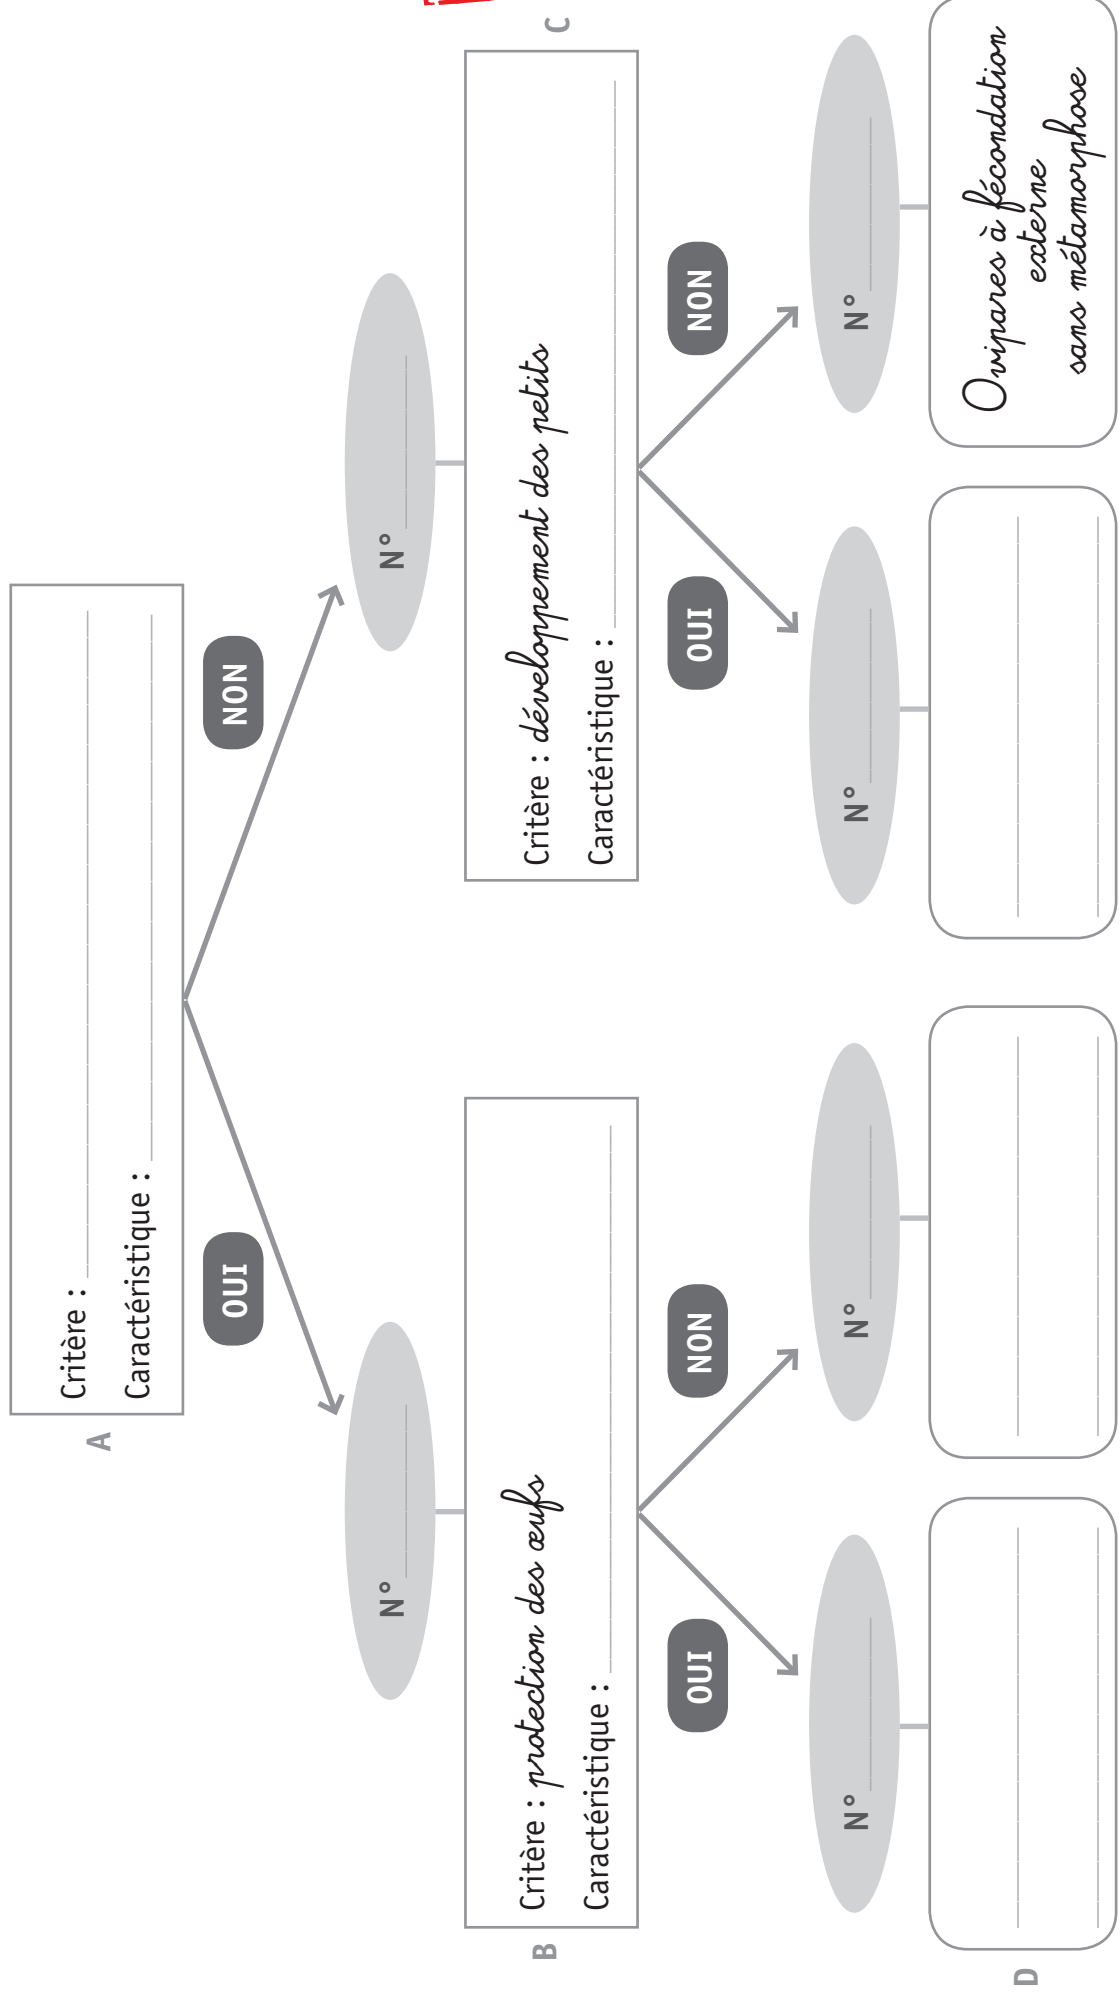 A
Critère :
Caractéristique :
OUI
NON
N°
N°
B
Critère : protection des œufs
Caractéristique :
C
Critère : développement des petits
Caractéristique :
OUI
NON
OUI
NON
N°
N°
N°
N°
D
Ovipares à fécondation
externe
sans métamorphose